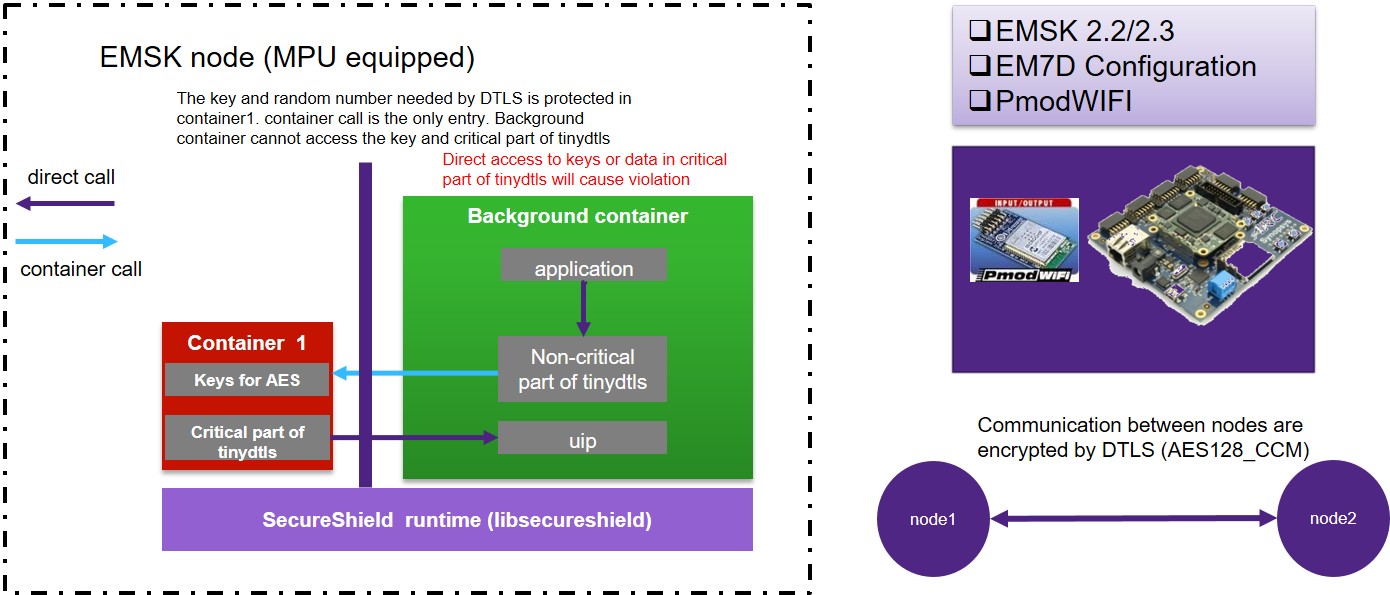 EMSK node (MPU equipped)
The key and random number needed by DTLS is protected in
container1. container call is the only entry. Background
container cannot access the key and critical part of tinydtls
Direct access to keys or data in critical
part of tinydtls will cause violation
direct call
container call
Background container
application
Non-critical
part of tinydtls
uip
Container 1
Keys for AES
Critical part of
tinydtls
SecureShield runtime (libsecureshield)
EMSK 2.2/2.3
EM7D Configuration
PmodWIFI
INPUT/OUTPUT
PmodWiFi
ARC
Synopsys
Communication between nodes are
encrypted by DTLS (AES128_CCM)
node1
node2